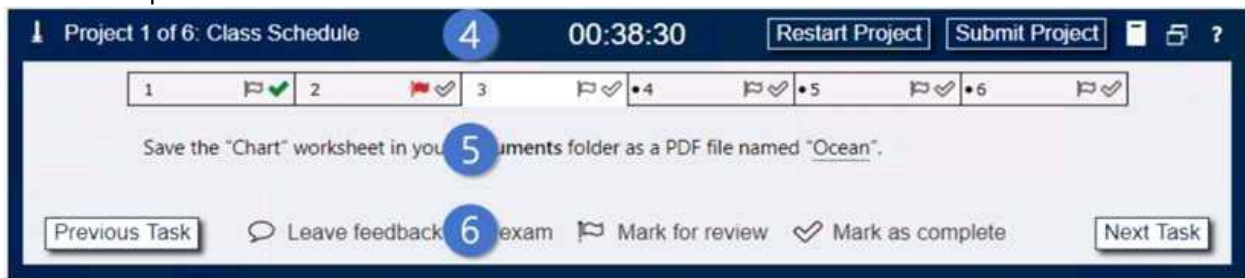 Project 1 of 6: Class Schedule 4 00:38:30 Restart Project Submit Project ?
1 2 3 •4 •5 •6
Save the "Chart" worksheet in you 5 uments folder as a PDF file named "Ocean".
Previous Task Leave feedback 6 exam Mark for review Mark as complete Next Task